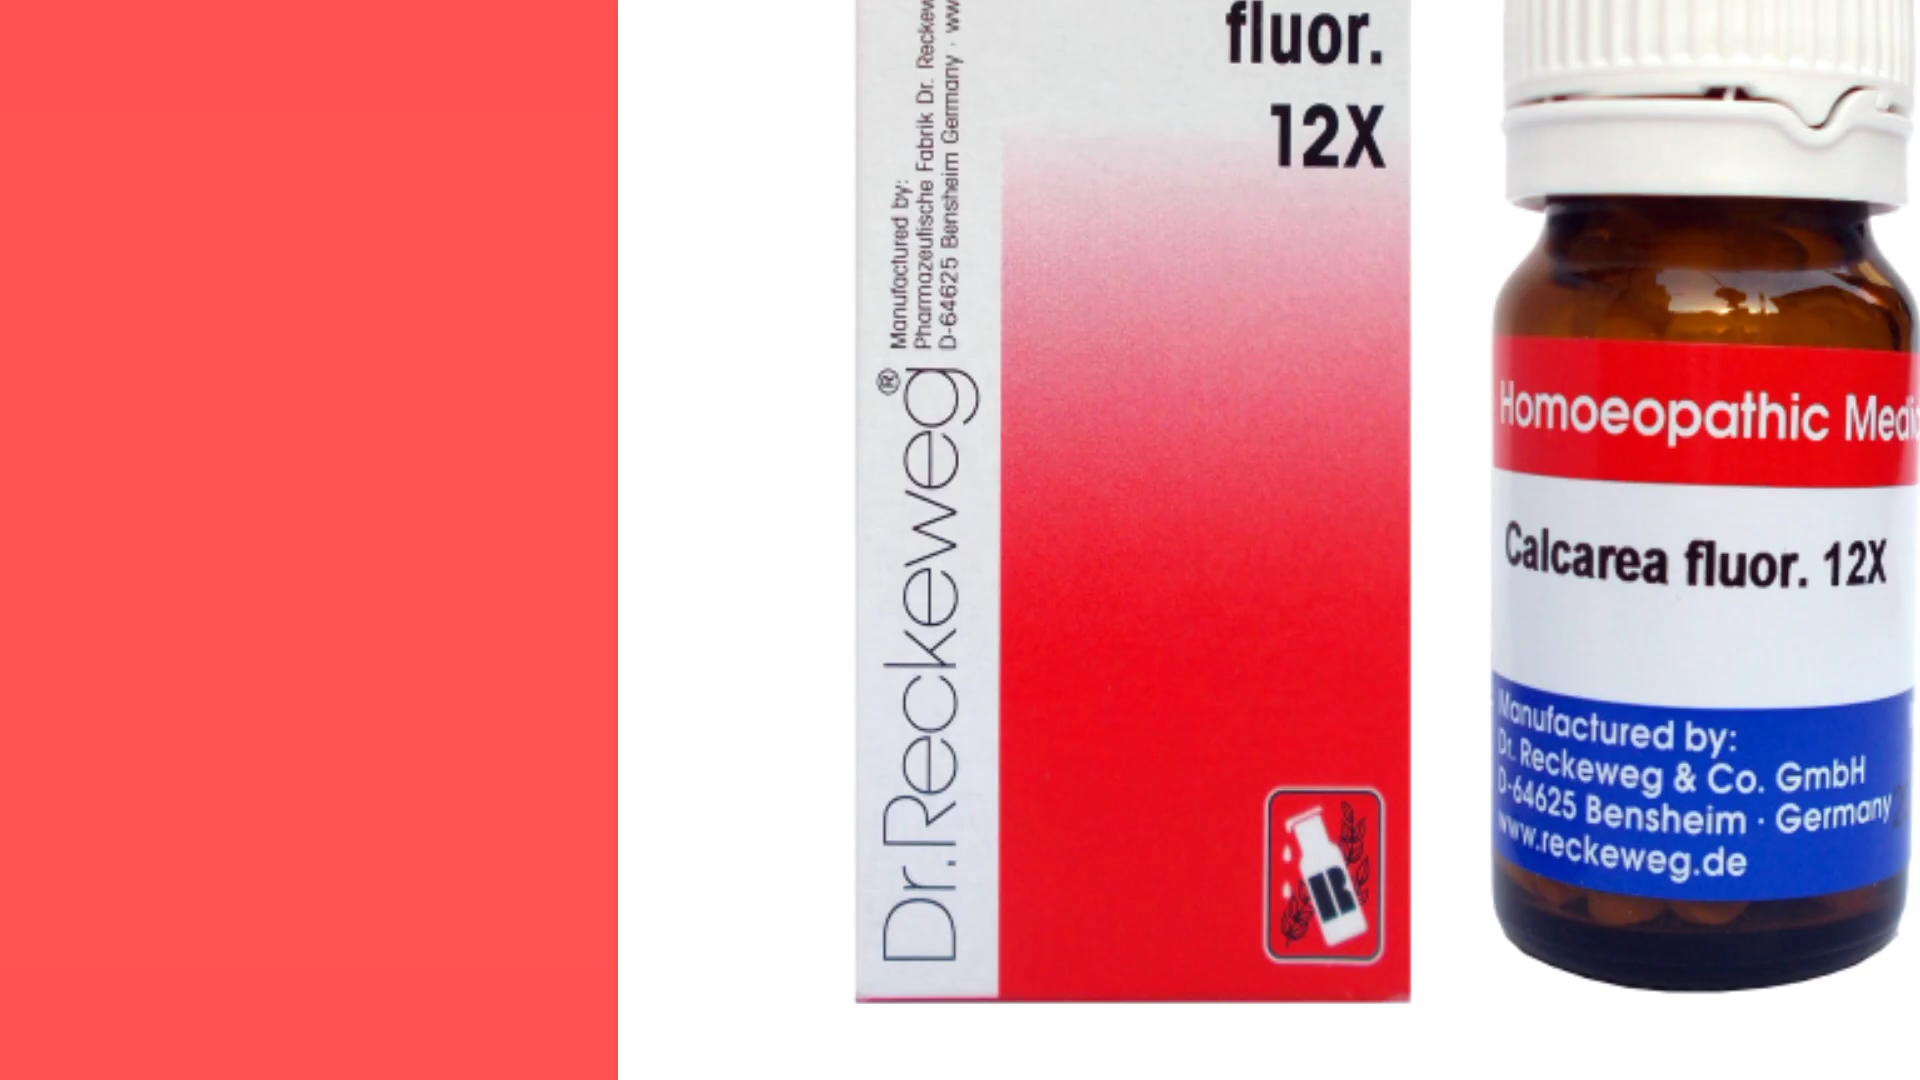 fluor.
12X
Manufactured by:
Pharmazeutische Fabrik Dr.
D-64625 Bensheim Germany ·
Dr.Reckeweg®
Homoeopathic
Calcarea fluor. 12X
Manufactured by:
Dr. Reckeweg & Co. GmbH
D-64625 Bensheim · Germany
www.reckeweg.de